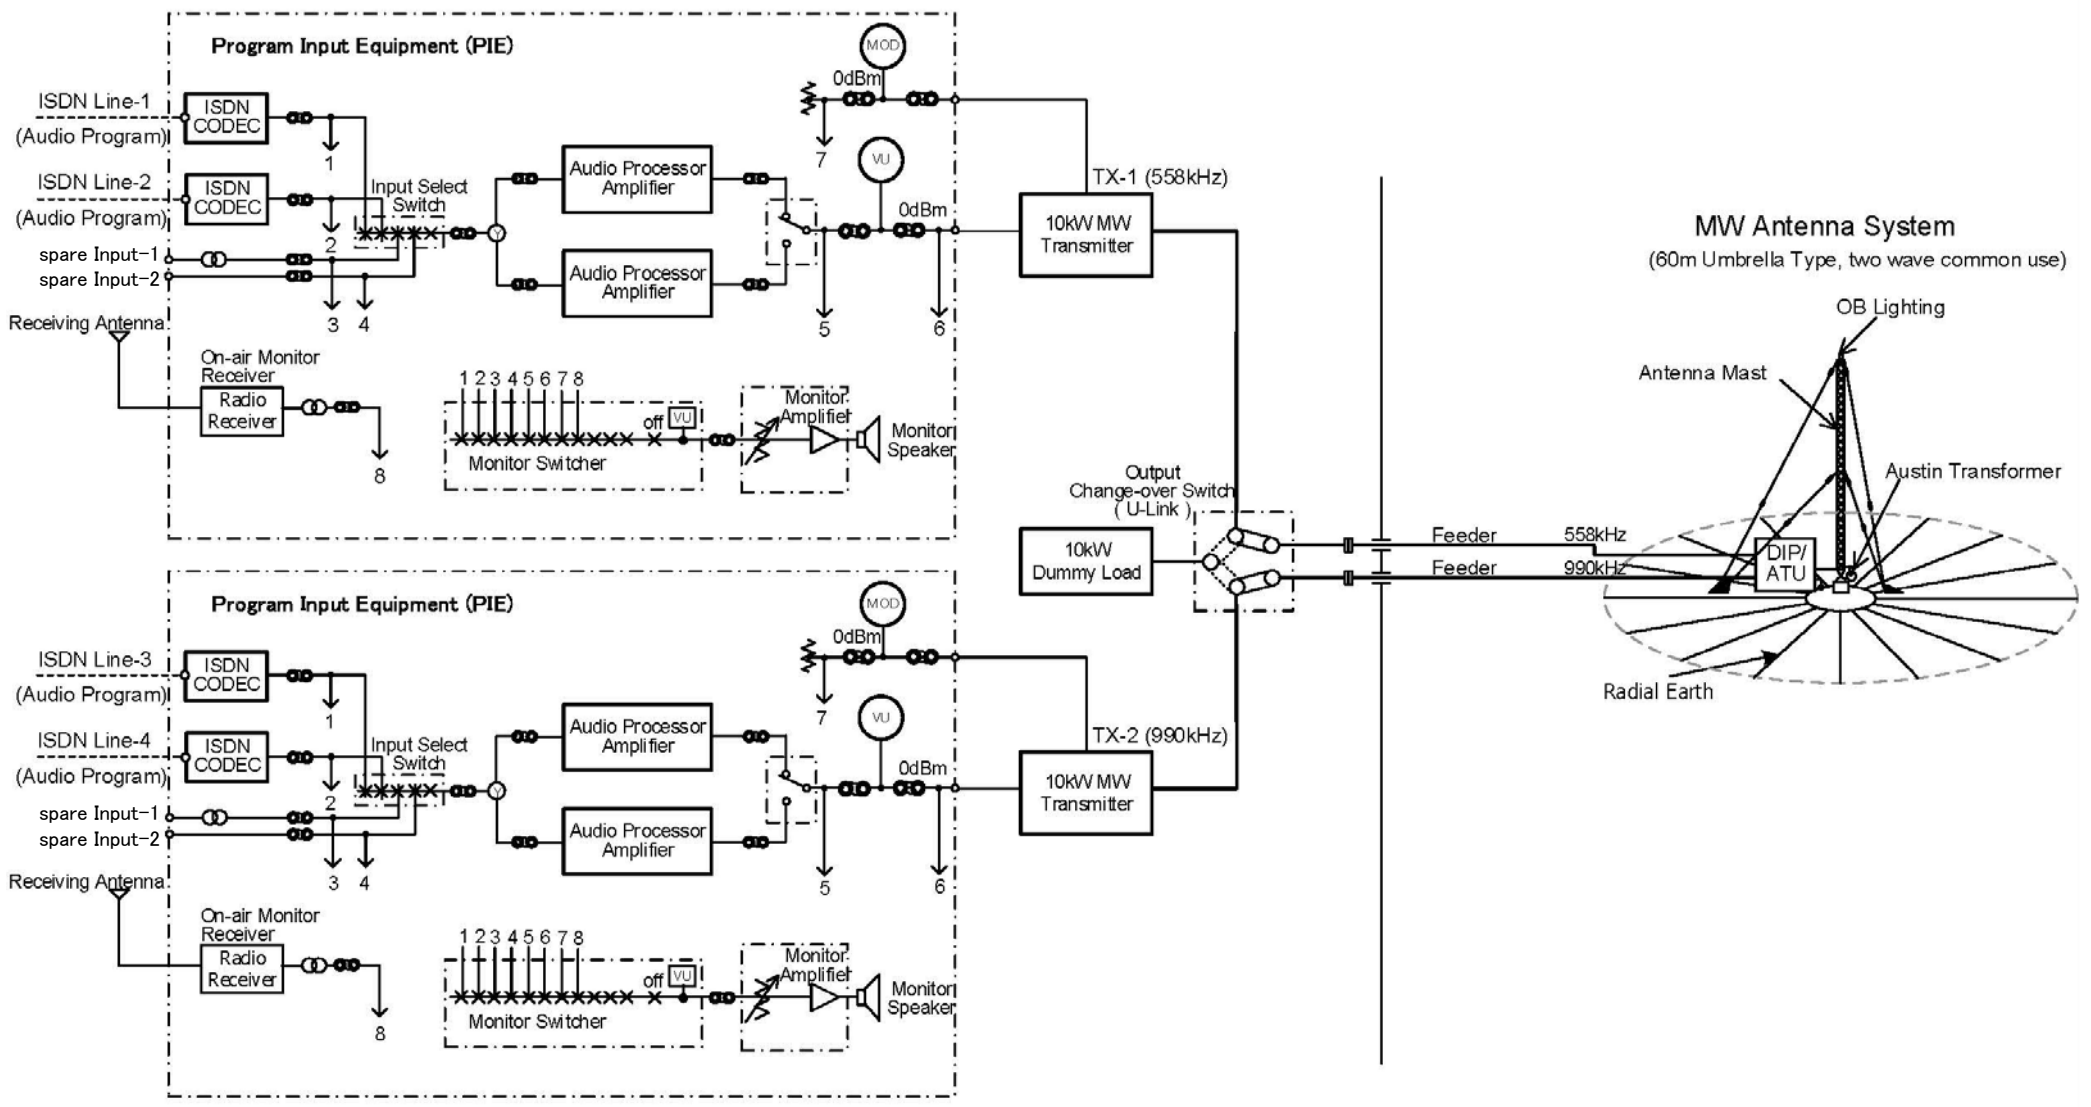 Program Input Equipment (PIE)
MOD
0dBm
ISDN Line-1
(Audio Program)
ISDN
CODEC
1
7
VU
ISDN Line-2
(Audio Program)
ISDN
CODEC
2
Input Select
Switch
Y
Audio Processor
Amplifier
Audio Processor
Amplifier
0dBm
spare Input-1
spare Input-2
3
4
5
6
Receiving Antenna
On-air Monitor
Receiver
Radio
Receiver
8
1 2 3 4 5 6 7 8
off
VU
Monitor Switcher
Monitor
Amplifier
Monitor
Speaker
TX-1 (558kHz)
10kW MW
Transmitter
Output
Change-over Switch
( U-Link )
10kW
Dummy Load
Feeder
558kHz
Feeder
990kHz
MW Antenna System
(60m Umbrella Type, two wave common use)
OB Lighting
Antenna Mast
Austin Transformer
DIP/
ATU
Radial Earth
Program Input Equipment (PIE)
MOD
0dBm
ISDN Line-3
(Audio Program)
ISDN
CODEC
1
7
VU
ISDN Line-4
(Audio Program)
ISDN
CODEC
2
Input Select
Switch
Y
Audio Processor
Amplifier
Audio Processor
Amplifier
0dBm
spare Input-1
spare Input-2
3
4
5
6
Receiving Antenna
On-air Monitor
Receiver
Radio
Receiver
8
1 2 3 4 5 6 7 8
off
VU
Monitor Switcher
Monitor
Amplifier
Monitor
Speaker
TX-2 (990kHz)
10kW MW
Transmitter